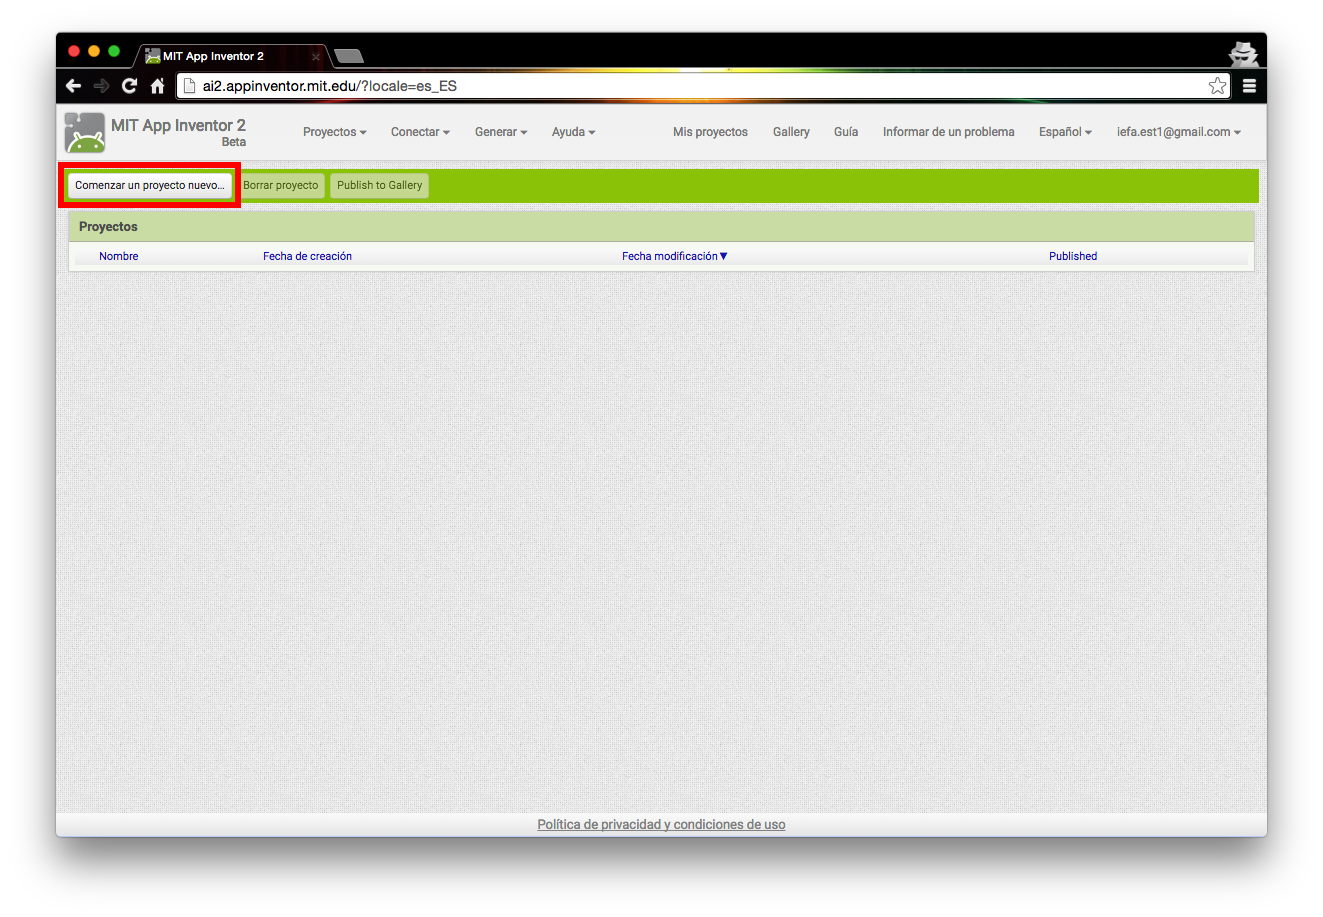 MIT App Inventor 2
ai2.appinventor.mit.edu/?locale=es_ES
MIT App Inventor 2
Beta
Proyectos Conectar Generar Ayuda Mis proyectos Gallery Guía Informar de un problema Español iefa.est1@gmail.com
Comenzar un proyecto nuevo... Borrar proyecto Publish to Gallery
Proyectos
Nombre Fecha de creación Fecha modificación▼ Published
Política de privacidad y condiciones de uso